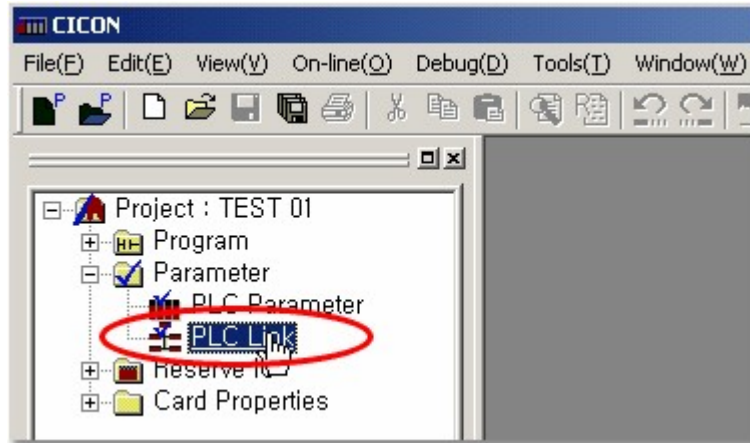 CICON
File(F) Edit(E) View(V) On-line(O) Debug(D) Tools(T) Window(W)
Project : TEST 01
Program
Parameter
PLC Parameter
PLC Link
Reserve
Card Properties